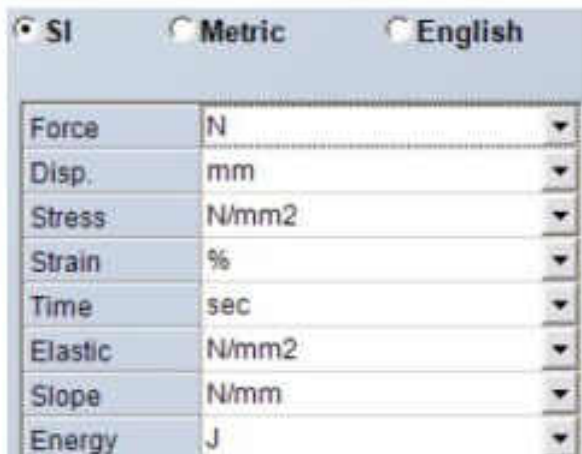 SI Metric English
Force N
Disp. mm
Stress N/mm2
Strain %
Time sec
Elastic N/mm2
Slope N/mm
Energy J